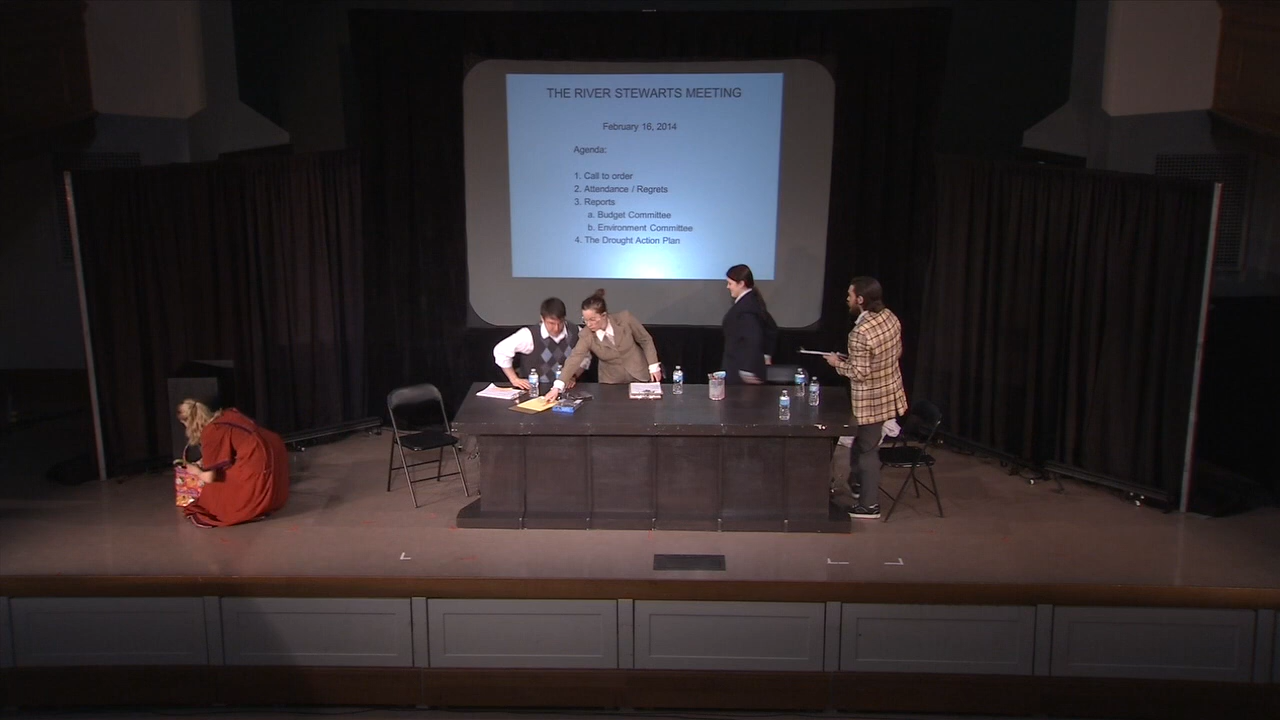 THE RIVER STEWARTS MEETING
February 16, 2014
Agenda:
1. Call to order
2. Attendance / Regrets
3. Reports
a. Budget Committee
b. Environment Committee
4. The Drought Action Plan